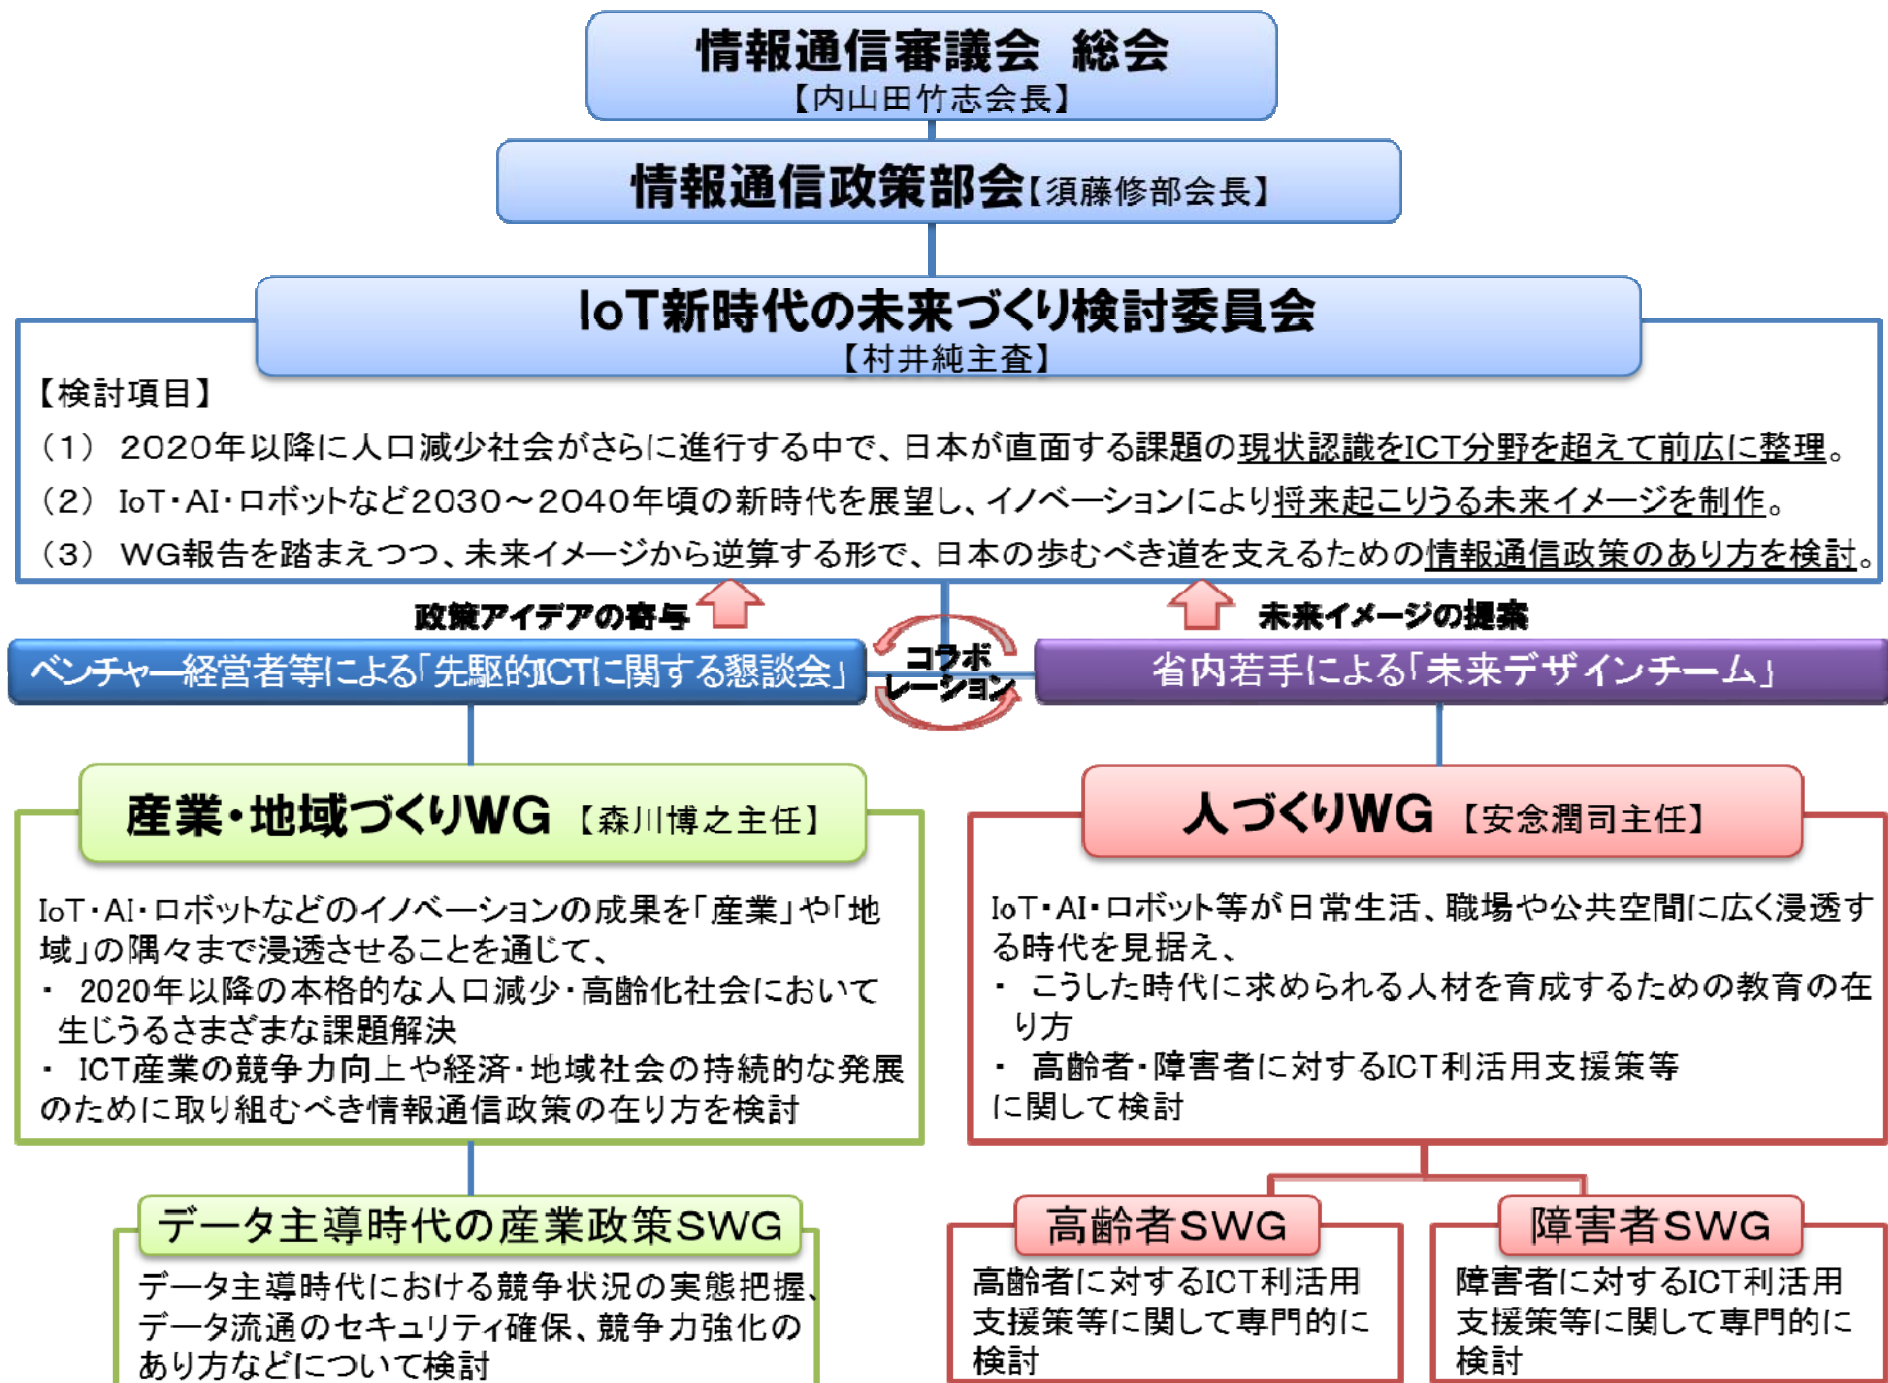 情報通信審議会　総会
【内山田竹志会長】
情報通信政策部会【須藤修部会長】
IoT新時代の未来づくり検討委員会
【村井純主査】
【検討項目】
（1）　2020年以降に人口減少社会がさらに進行する中で、日本が直面する課題の現状認識をICT分野を超えて前広に整理。
（2）　IoT・AI・ロボットなど2030～2040年頃の新時代を展望し、イノベーションにより将来起こりうる未来イメージを制作。
（3）　WG報告を踏まえつつ、未来イメージから逆算する形で、日本の歩むべき道を支えるための情報通信政策のあり方を検討。
政策アイデアの寄与
未来イメージの提案
ベンチャー経営者等による「先駆的ICTに関する懇談会」
コラボ
レーション
省内若手による「未来デザインチーム」
産業・地域づくりWG 【森川博之主任】
IoT・AI・ロボットなどのイノベーションの成果を「産業」や「地
域」の隅々まで浸透させることを通じて、
・ 2020年以降の本格的な人口減少・高齢化社会において
生じうるさまざまな課題解決
・ ICT産業の競争力向上や経済・地域社会の持続的な発展
のために取り組むべき情報通信政策の在り方を検討
人づくりWG 【安念潤司主任】
IoT・AI・ロボット等が日常生活、職場や公共空間に広く浸透す
る時代を見据え、
・ こうした時代に求められる人材を育成するための教育の在
り方
・ 高齢者・障害者に対するICT利活用支援策等
に関して検討
データ主導時代の産業政策SWG
データ主導時代における競争状況の実態把握、
データ流通のセキュリティ確保、競争力強化の
あり方などについて検討
高齢者SWG
高齢者に対するICT利活用
支援策等に関して専門的に
検討
障害者SWG
障害者に対するICT利活用
支援策等に関して専門的に
検討